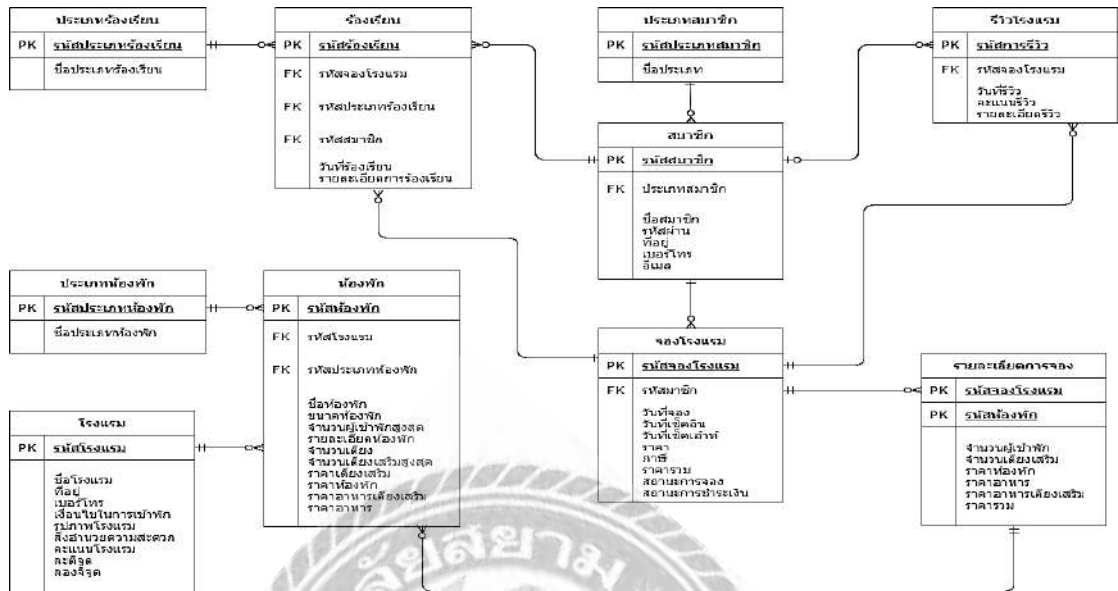 ประเภทร้องเรียน
PK รหัสประเภทร้องเรียน
ชื่อประเภทร้องเรียน
ร้องเรียน
PK รหัสร้องเรียน
FK รหัสจองโรงแรม
FK รหัสประเภทร้องเรียน
FK รหัสสมาชิก
วันที่ร้องเรียน
รายละเอียดการร้องเรียน
ประเภทสมาชิก
PK รหัสประเภทสมาชิก
ชื่อประเภท
รีวิวโรงแรม
PK รหัสการรีวิว
FK รหัสจองโรงแรม
วันที่รีวิว
คะแนนรีวิว
รายละเอียดรีวิว
สมาชิก
PK รหัสสมาชิก
FK ประเภทสมาชิก
ชื่อสมาชิก
รหัสผ่าน
ที่อยู่
เบอร์โทร
อีเมล
ประเภทห้องพัก
PK รหัสประเภทห้องพัก
ชื่อประเภทห้องพัก
ห้องพัก
PK รหัสห้องพัก
FK รหัสโรงแรม
FK รหัสประเภทห้องพัก
ชื่อห้องพัก
ขนาดห้องพัก
จำนวนผู้เข้าพักสูงสุด
รายละเอียดห้องพัก
จำนวนเตียง
จำนวนเตียงเสริมสูงสุด
ราคาเตียงเสริม
ราคาห้องพัก
ราคาอาหารเตียงเสริม
ราคาอาหาร
จองโรงแรม
PK รหัสจองโรงแรม
FK รหัสมาชิก
วันที่จอง
วันที่เช็คอิน
วันที่เช็คเอ้าท์
ราคา
ภาษี
ราคารวม
สถานะการจอง
สถานะการชำระเงิน
รายละเอียดการจอง
PK รหัสจองโรงแรม
PK รหัสห้องพัก
จำนวนผู้เข้าพัก
จำนวนเตียงเสริม
ราคาห้องพัก
ราคาอาหาร
ราคาอาหารเตียงเสริม
ราคารวม
โรงแรม
PK รหัสโรงแรม
ชื่อโรงแรม
ที่อยู่
เบอร์โทร
เงื่อนไขในการเข้าพัก
รูปภาพโรงแรม
สิ่งอำนวยความสะดวก
คะแนนโรงแรม
ละติจูด
ลองจิจูด